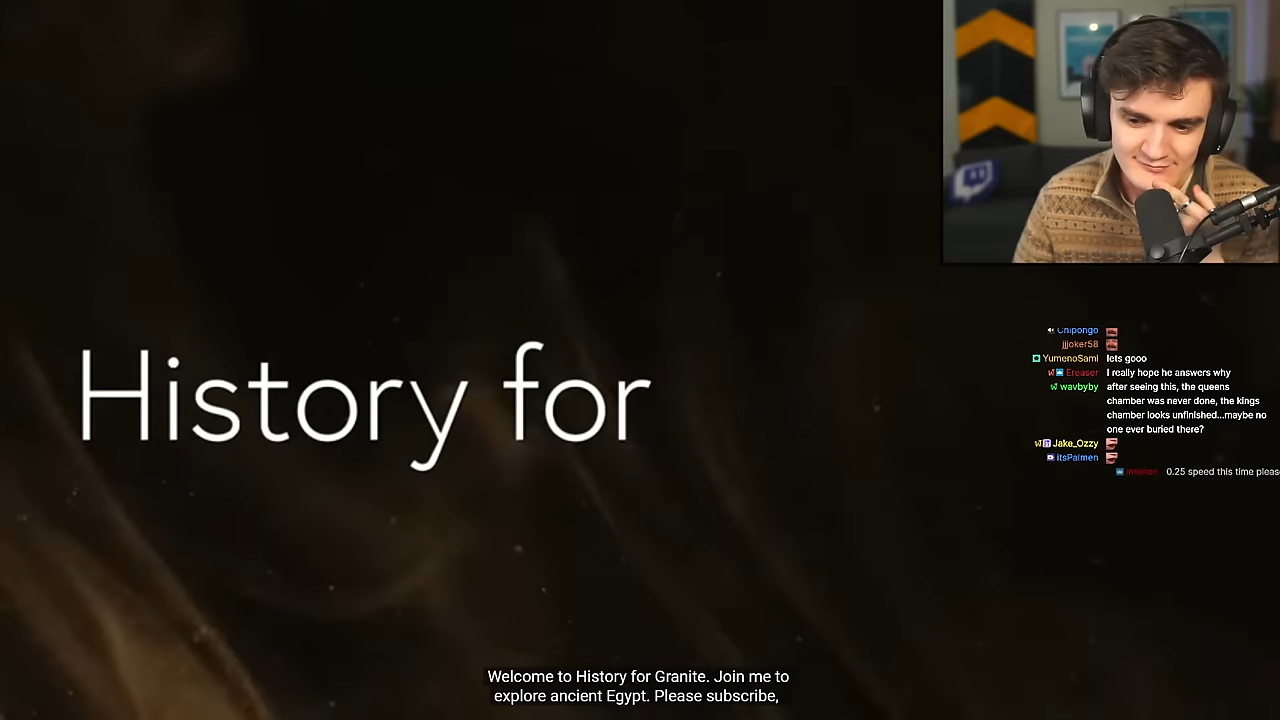 History for
Chipongo
jjjoker58
YumenoSami lets gooo
Ereaser I really hope he answers why
wavbyby after seeing this, the queens
chamber was never done, the kings
chamber looks unfinished...maybe no
one ever buried there?
Jake_Ozzy
itsPalmen
0.25 speed this time pleas
Welcome to History for Granite. Join me to
explore ancient Egypt. Please subscribe,